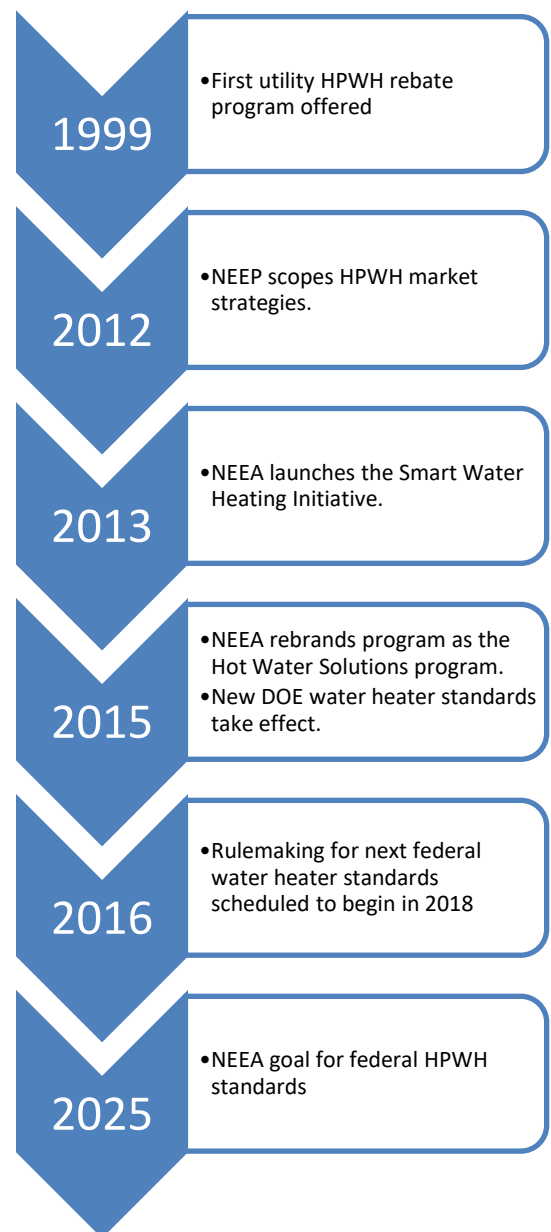 1999
•First utility HPWH rebate
program offered
2012
•NEEP scopes HPWH market
strategies.
2013
•NEEA launches the Smart Water
Heating Initiative.
2015
•NEEA rebrands program as the
Hot Water Solutions program.
•New DOE water heater standards
take effect.
2016
•Rulemaking for next federal
water heater standards
scheduled to begin in 2018
2025
•NEEA goal for federal HPWH
standards